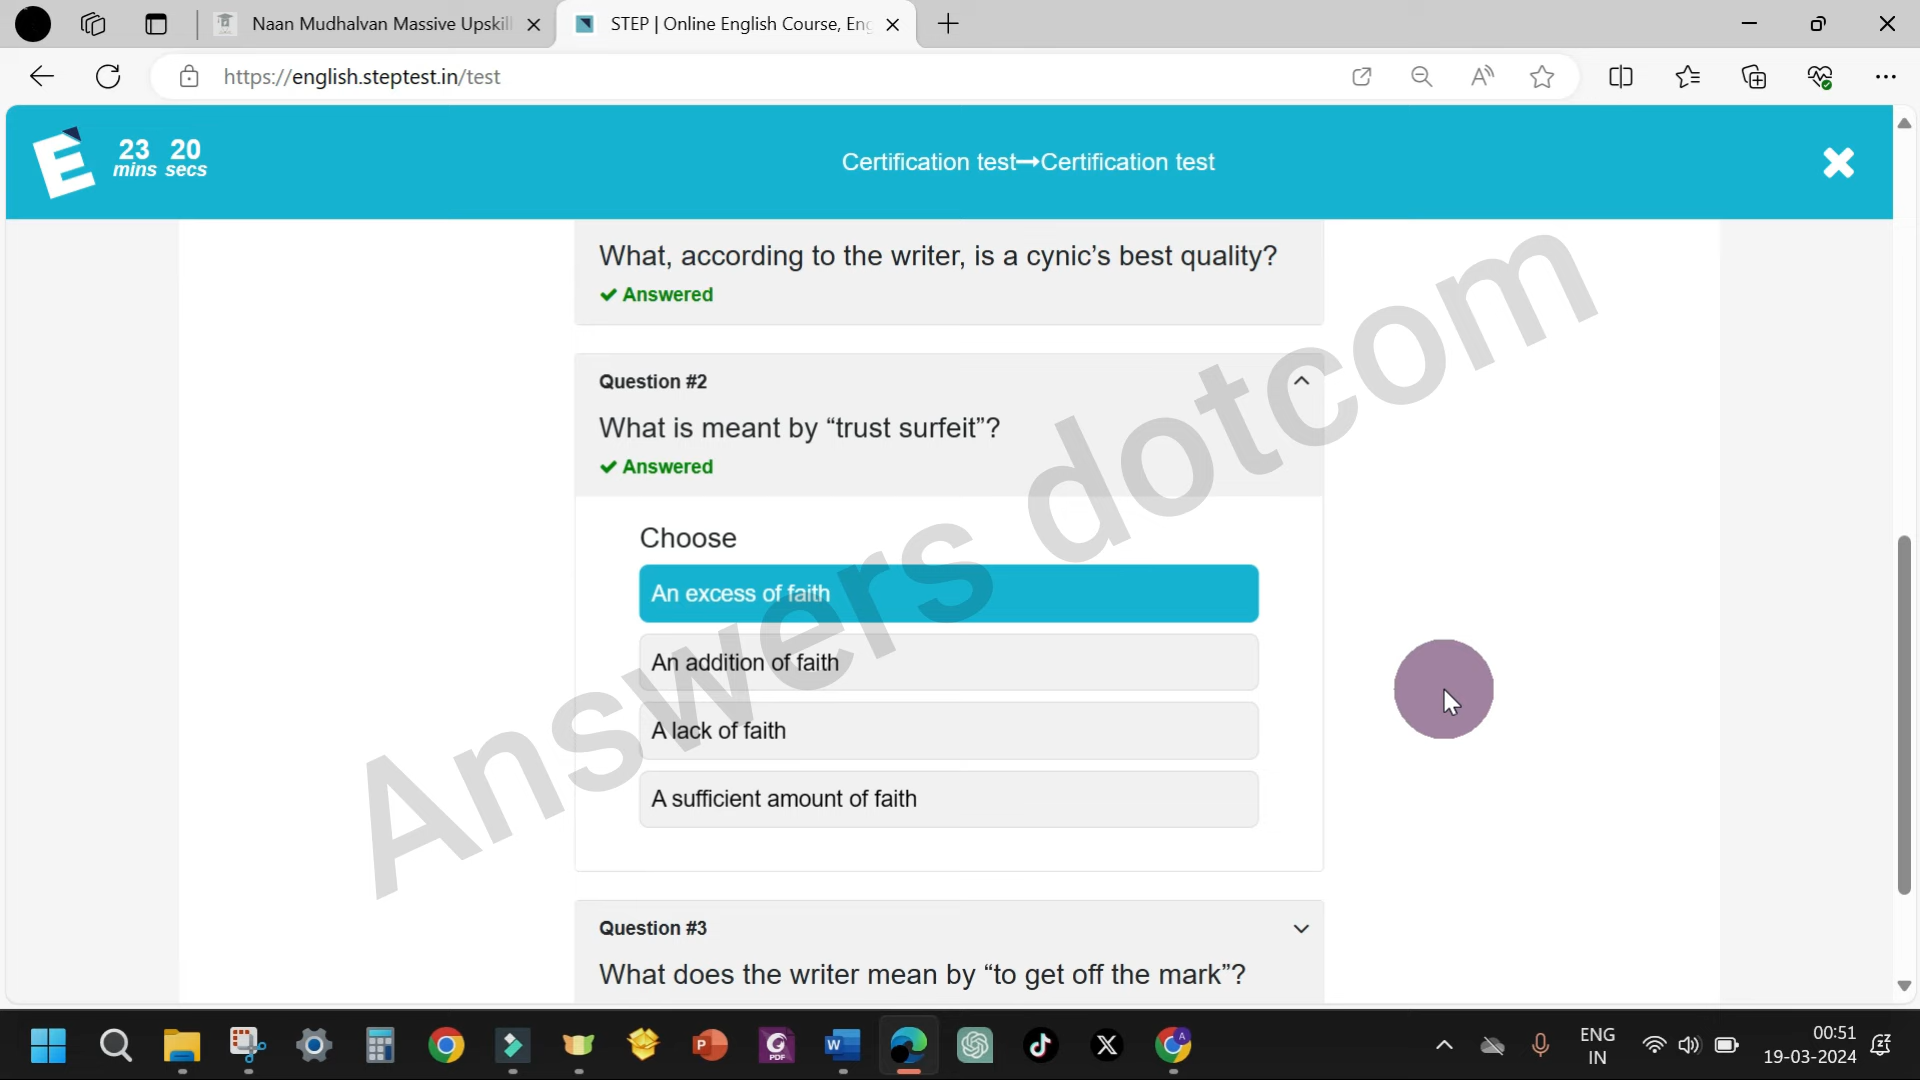 Naan Mudhalvan Massive Upskill
STEP | Online English Course, Eng
https://english.steptest.in/test
23 20
mins secs
Certification test→Certification test
What, according to the writer, is a cynic’s best quality?
✔ Answered
Question #2
What is meant by “trust surfeit”?
✔ Answered
Choose
An excess of faith
An addition of faith
A lack of faith
A sufficient amount of faith
Question #3
What does the writer mean by “to get off the mark”?
Answers dotcom
ENG
IN
00:51
19-03-2024